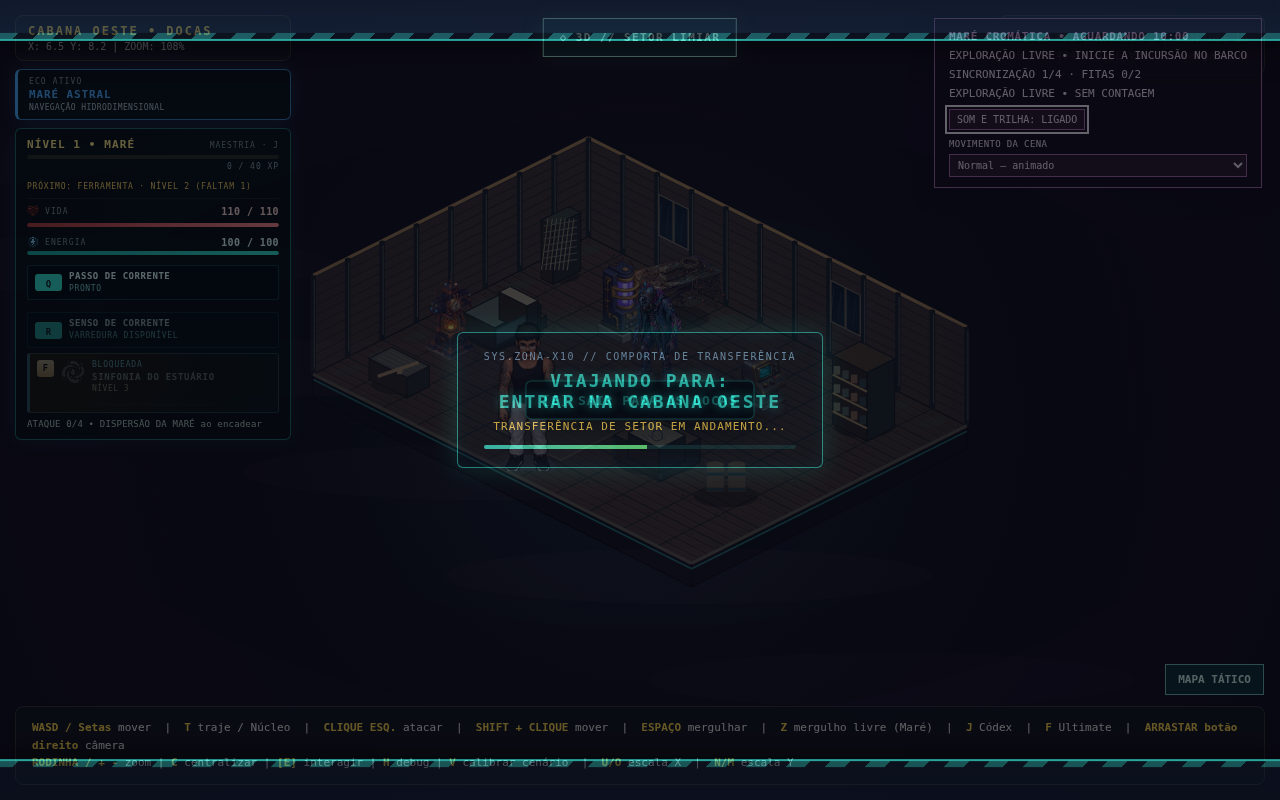 CABANA OESTE • DOCAS
X: 6.5 Y: 8.2 | ZOOM: 108%
◇ 3D // SETOR LIMIAR
MARÉ CROMÁTICA • AGUARDANDO 10:00
EXPLORAÇÃO LIVRE • INICIE A INCURSÃO NO BARCO
SINCRONIZAÇÃO 1/4 · FITAS 0/2
EXPLORAÇÃO LIVRE • SEM CONTAGEM
SOM E TRILHA: LIGADO
MOVIMENTO DA CENA
Normal — animado
ECO ATIVO
MARÉ ASTRAL
NAVEGAÇÃO HIDRODIMENSIONAL
NÍVEL 1 • MARÉ
MAESTRIA · J
0 / 40 XP
PRÓXIMO: FERRAMENTA · NÍVEL 2 (FALTAM 1)
VIDA
110 / 110
ENERGIA
100 / 100
Q
PASSO DE CORRENTE
PRONTO
R
SENSO DE CORRENTE
VARREDURA DISPONÍVEL
F
BLOQUEADA
SINFONIA DO ESTUÁRIO
NÍVEL 3
ATAQUE 0/4 • DISPERSÃO DA MARÉ ao encadear
SYS.ZONA-X10 // COMPORTA DE TRANSFERÊNCIA
VIAJANDO PARA:
ENTRAR NA CABANA OESTE
TRANSFERÊNCIA DE SETOR EM ANDAMENTO...
MAPA TÁTICO
WASD / Setas mover | T traje / Núcleo | CLIQUE ESQ. atacar | SHIFT + CLIQUE mover | ESPAÇO mergulhar | Z mergulho livre (Maré) | J Códex | F Ultimate | ARRASTAR botão
direito câmera
RODINHA / + - zoom | C centralizar | [E] interagir | H debug | V calibrar cenário | U/O escala X | N/M escala Y